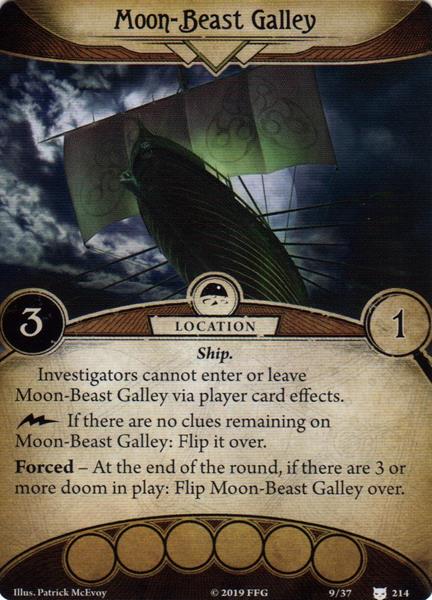 Moon-Beast Galley
3
1
LOCATION
Ship.
Investigators cannot enter or leave
Moon-Beast Galley via player card effects.
If there are no clues remaining on
Moon-Beast Galley: Flip it over.
Forced – At the end of the round, if there are 3 or
more doom in play: Flip Moon-Beast Galley over.
Illus. Patrick McEvoy © 2019 FFG 9/37 214